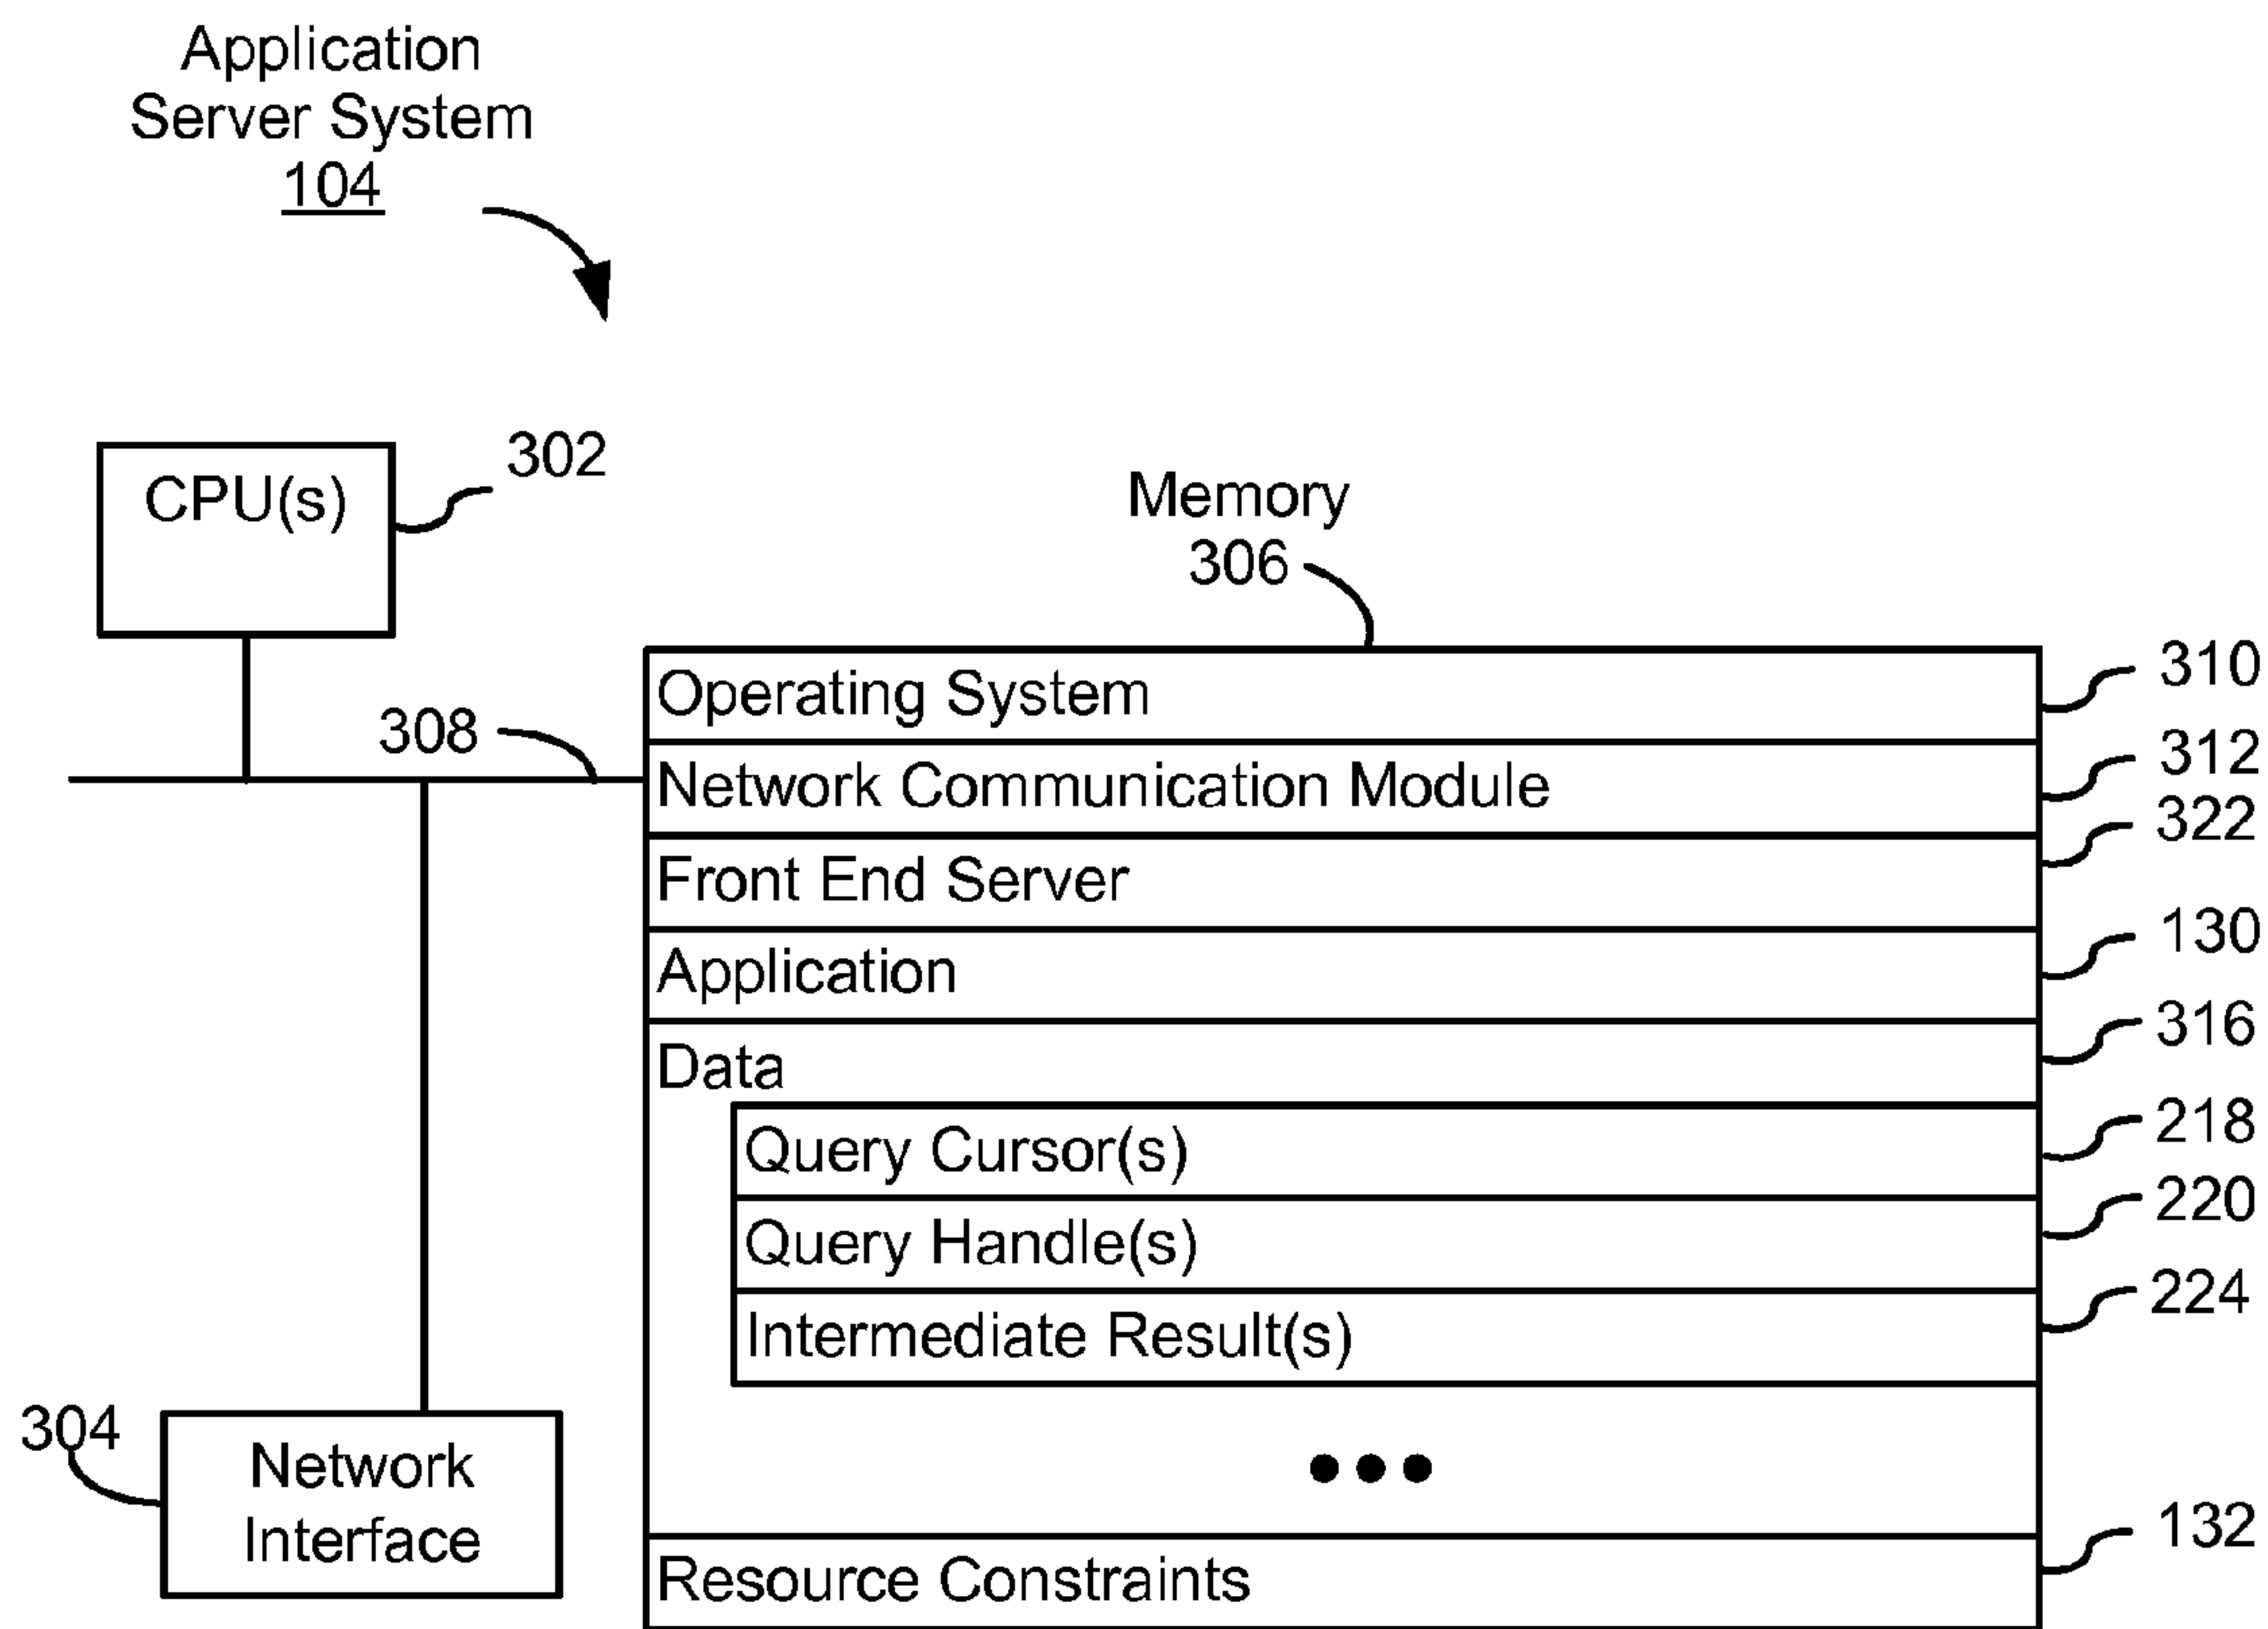 Application
Server System
104
CPU(s)
302
Memory
306
308
Operating System
310
Network Communication Module
312
Front End Server
322
Application
130
Data
316
Query Cursor(s)
218
Query Handle(s)
220
Intermediate Result(s)
224
304
Network
Interface
Resource Constraints
132